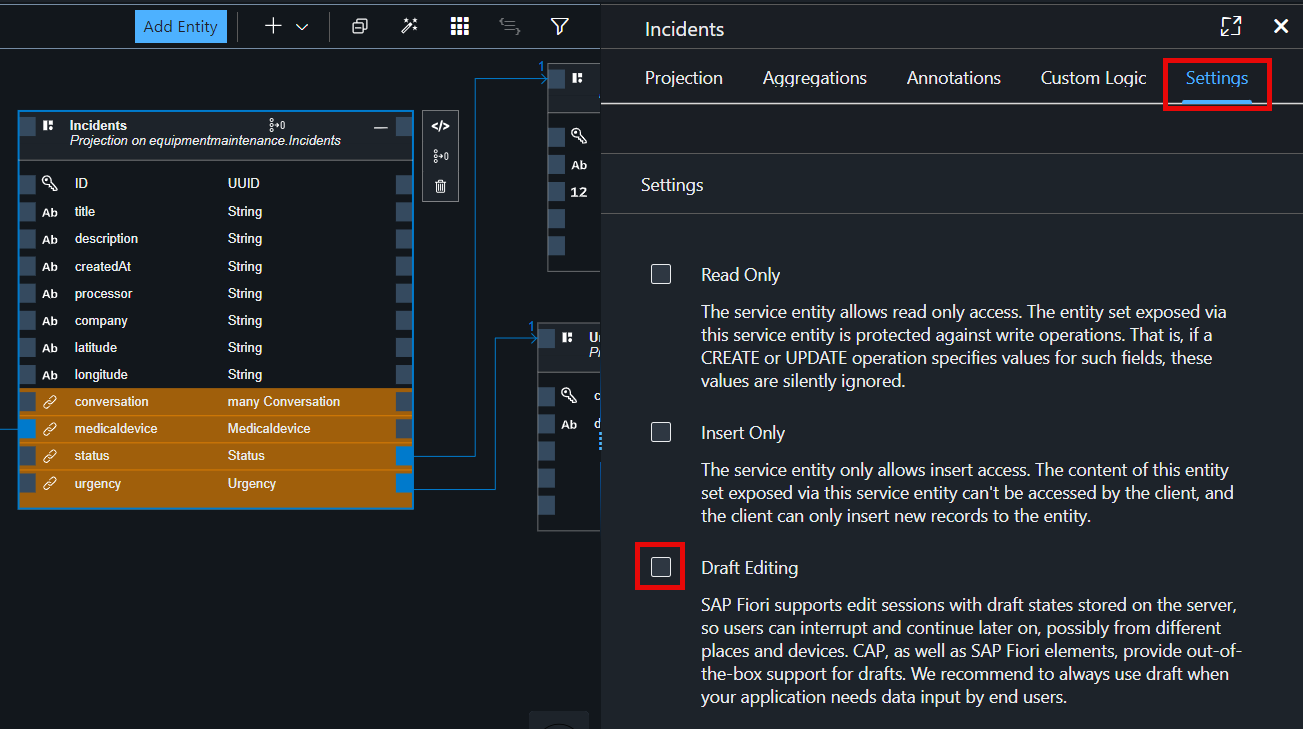 Add Entity
Incidents
Projection
Aggregations
Annotations
Custom Logic
Settings
Incidents
Projection on equipmentmaintenance.Incidents
ID UUID
Ab title String
Ab description String
Ab createdAt String
Ab processor String
Ab company String
Ab latitude String
Ab longitude String
conversation many Conversation
medicaldevice Medicaldevice
status Status
urgency Urgency
</>
1
Ab
12
1
U
P
c
Ab d
Settings
Read Only
The service entity allows read only access. The entity set exposed via
this service entity is protected against write operations. That is, if a
CREATE or UPDATE operation specifies values for such fields, these
values are silently ignored.
Insert Only
The service entity only allows insert access. The content of this entity
set exposed via this service entity can't be accessed by the client, and
the client can only insert new records to the entity.
Draft Editing
SAP Fiori supports edit sessions with draft states stored on the server,
so users can interrupt and continue later on, possibly from different
places and devices. CAP, as well as SAP Fiori elements, provide out-of-
the-box support for drafts. We recommend to always use draft when
your application needs data input by end users.